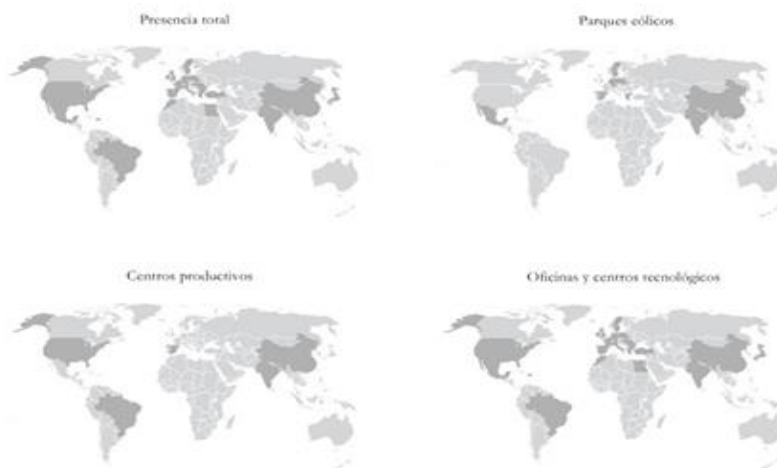 Presencia total
Parques eólicos
Centros productivos
Oficinas y centros tecnológicos